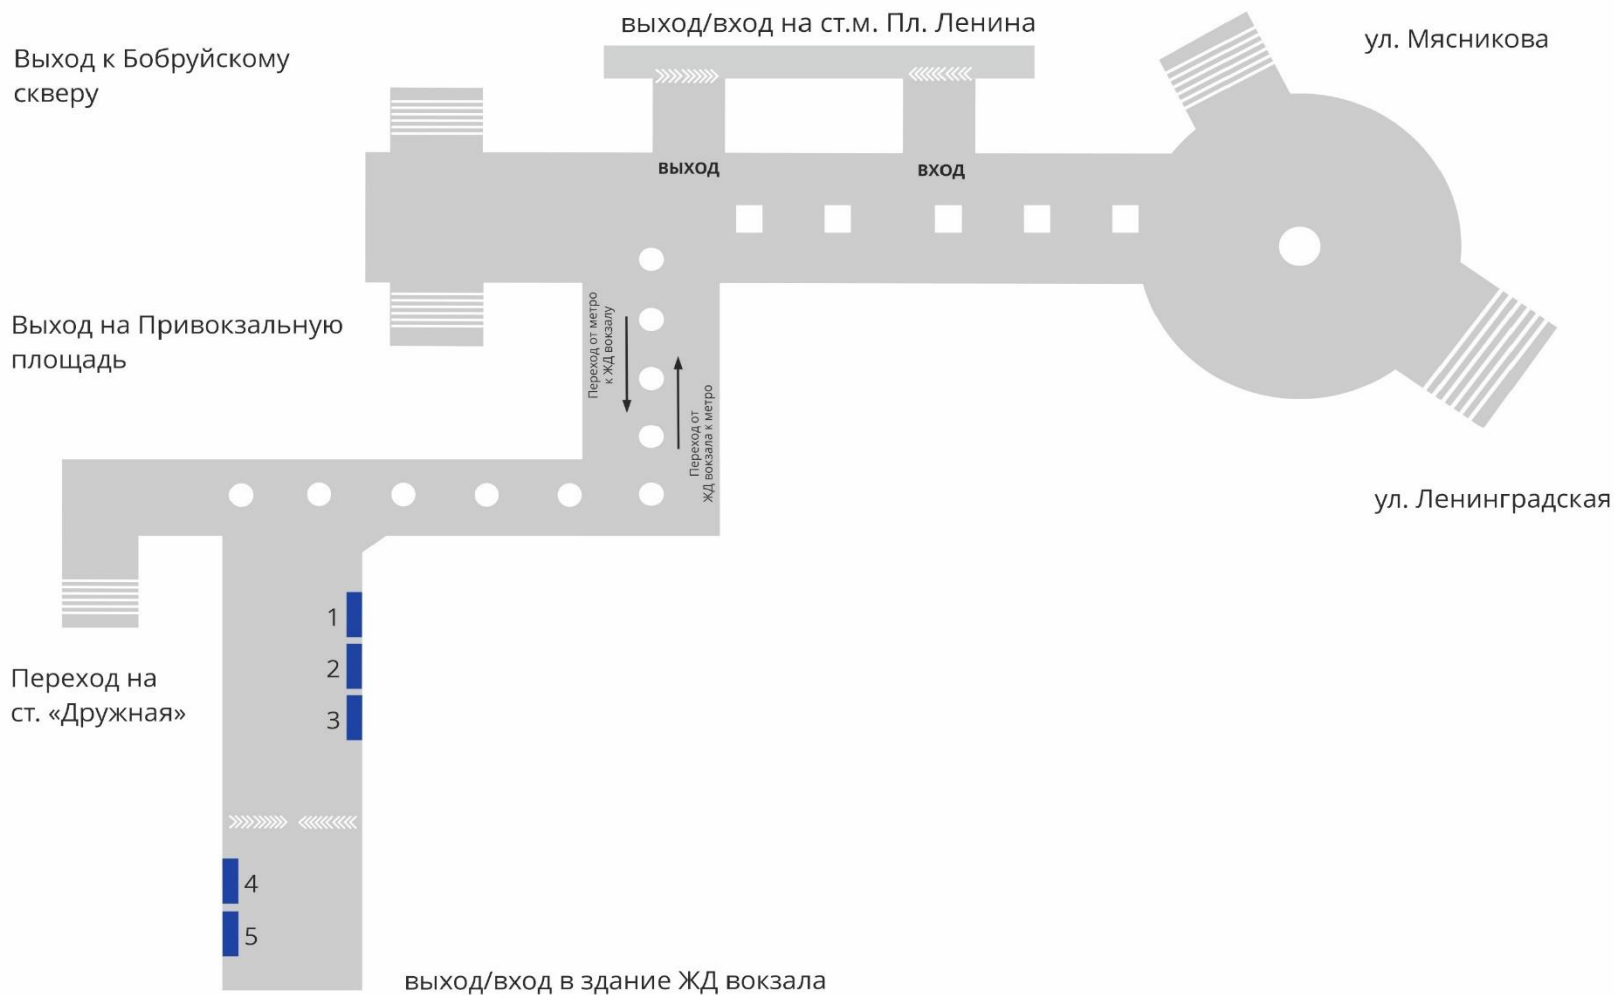 выход/вход на ст.м. Пл. Ленина
ул. Мясникова
Выход к Бобруйскому
скверу
выход
вход
Выход на Привокзальную
площадь
Переход от метро
к ЖД вокзалу
Переход от
ЖД вокзала к метро
ул. Ленинградская
1
2
3
Переход на
ст. «Дружная»
4
5
выход/вход в здание ЖД вокзала